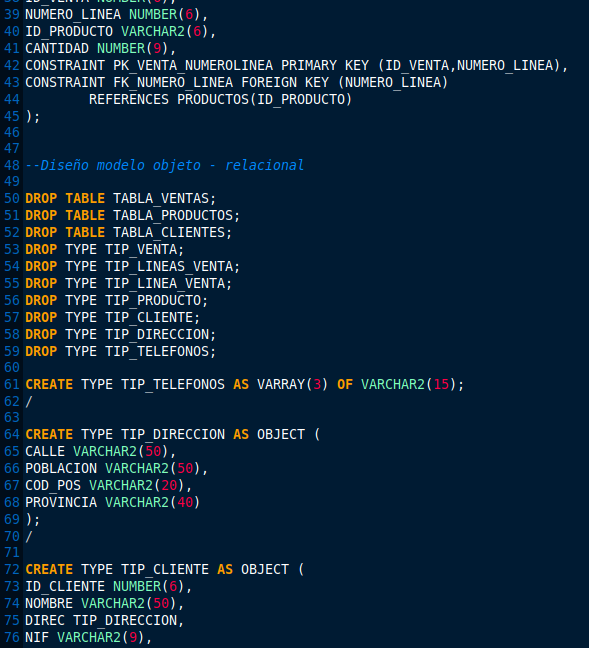 38 ID_VENTA NUMBER(6),
39 NUMERO_LINEA NUMBER(6),
40 ID_PRODUCTO VARCHAR2(6),
41 CANTIDAD NUMBER(9),
42 CONSTRAINT PK_VENTA_NUMEROLINEA PRIMARY KEY (ID_VENTA,NUMERO_LINEA),
43 CONSTRAINT FK_NUMERO_LINEA FOREIGN KEY (NUMERO_LINEA)
44         REFERENCES PRODUCTOS(ID_PRODUCTO)
45 );
46
47
48 --Diseño modelo objeto - relacional
49
50 DROP TABLE TABLA_VENTAS;
51 DROP TABLE TABLA_PRODUCTOS;
52 DROP TABLE TABLA_CLIENTES;
53 DROP TYPE TIP_VENTA;
54 DROP TYPE TIP_LINEAS_VENTA;
55 DROP TYPE TIP_LINEA_VENTA;
56 DROP TYPE TIP_PRODUCTO;
57 DROP TYPE TIP_CLIENTE;
58 DROP TYPE TIP_DIRECCION;
59 DROP TYPE TIP_TELEFONOS;
60
61 CREATE TYPE TIP_TELEFONOS AS VARRAY(3) OF VARCHAR2(15);
62 /
63
64 CREATE TYPE TIP_DIRECCION AS OBJECT (
65 CALLE VARCHAR2(50),
66 POBLACION VARCHAR2(50),
67 COD_POS VARCHAR2(20),
68 PROVINCIA VARCHAR2(40)
69 );
70 /
71
72 CREATE TYPE TIP_CLIENTE AS OBJECT (
73 ID_CLIENTE NUMBER(6),
74 NOMBRE VARCHAR2(50),
75 DIREC TIP_DIRECCION,
76 NIF VARCHAR2(9),